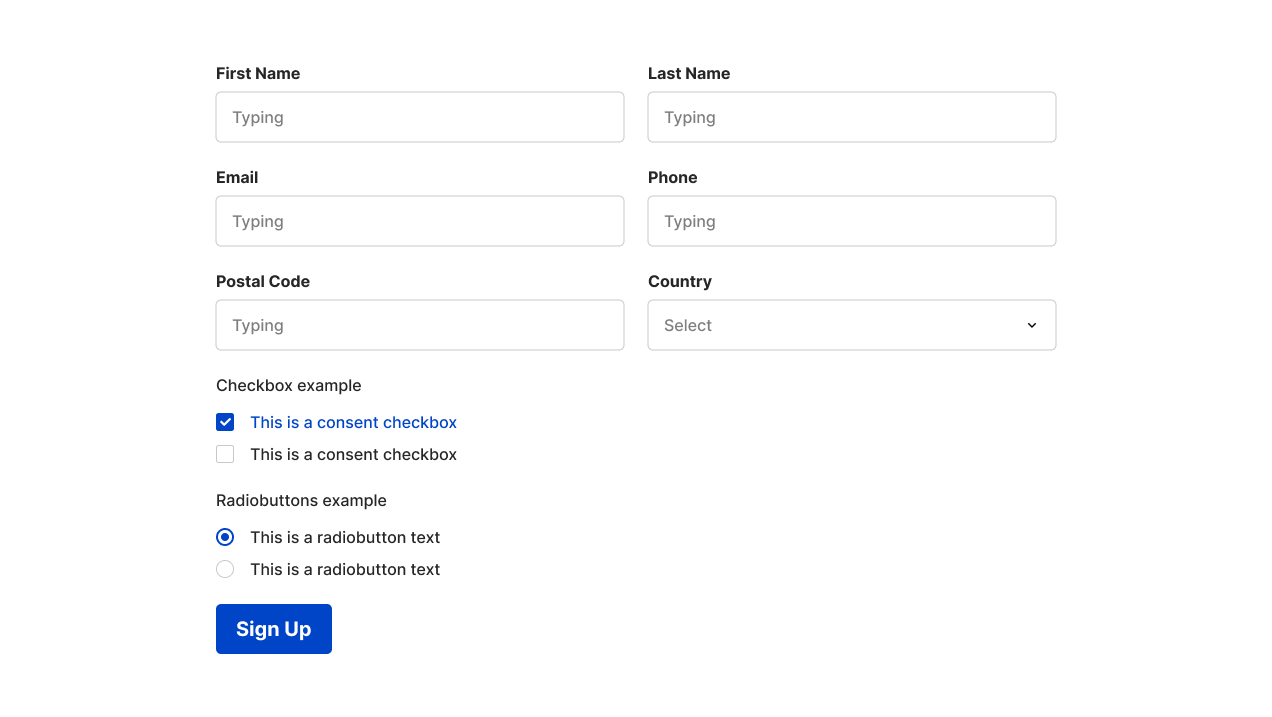 First Name
Last Name
Typing
Typing
Email
Phone
Typing
Typing
Postal Code
Country
Typing
Select
Checkbox example
This is a consent checkbox
This is a consent checkbox
Radiobuttons example
This is a radiobutton text
This is a radiobutton text
Sign Up